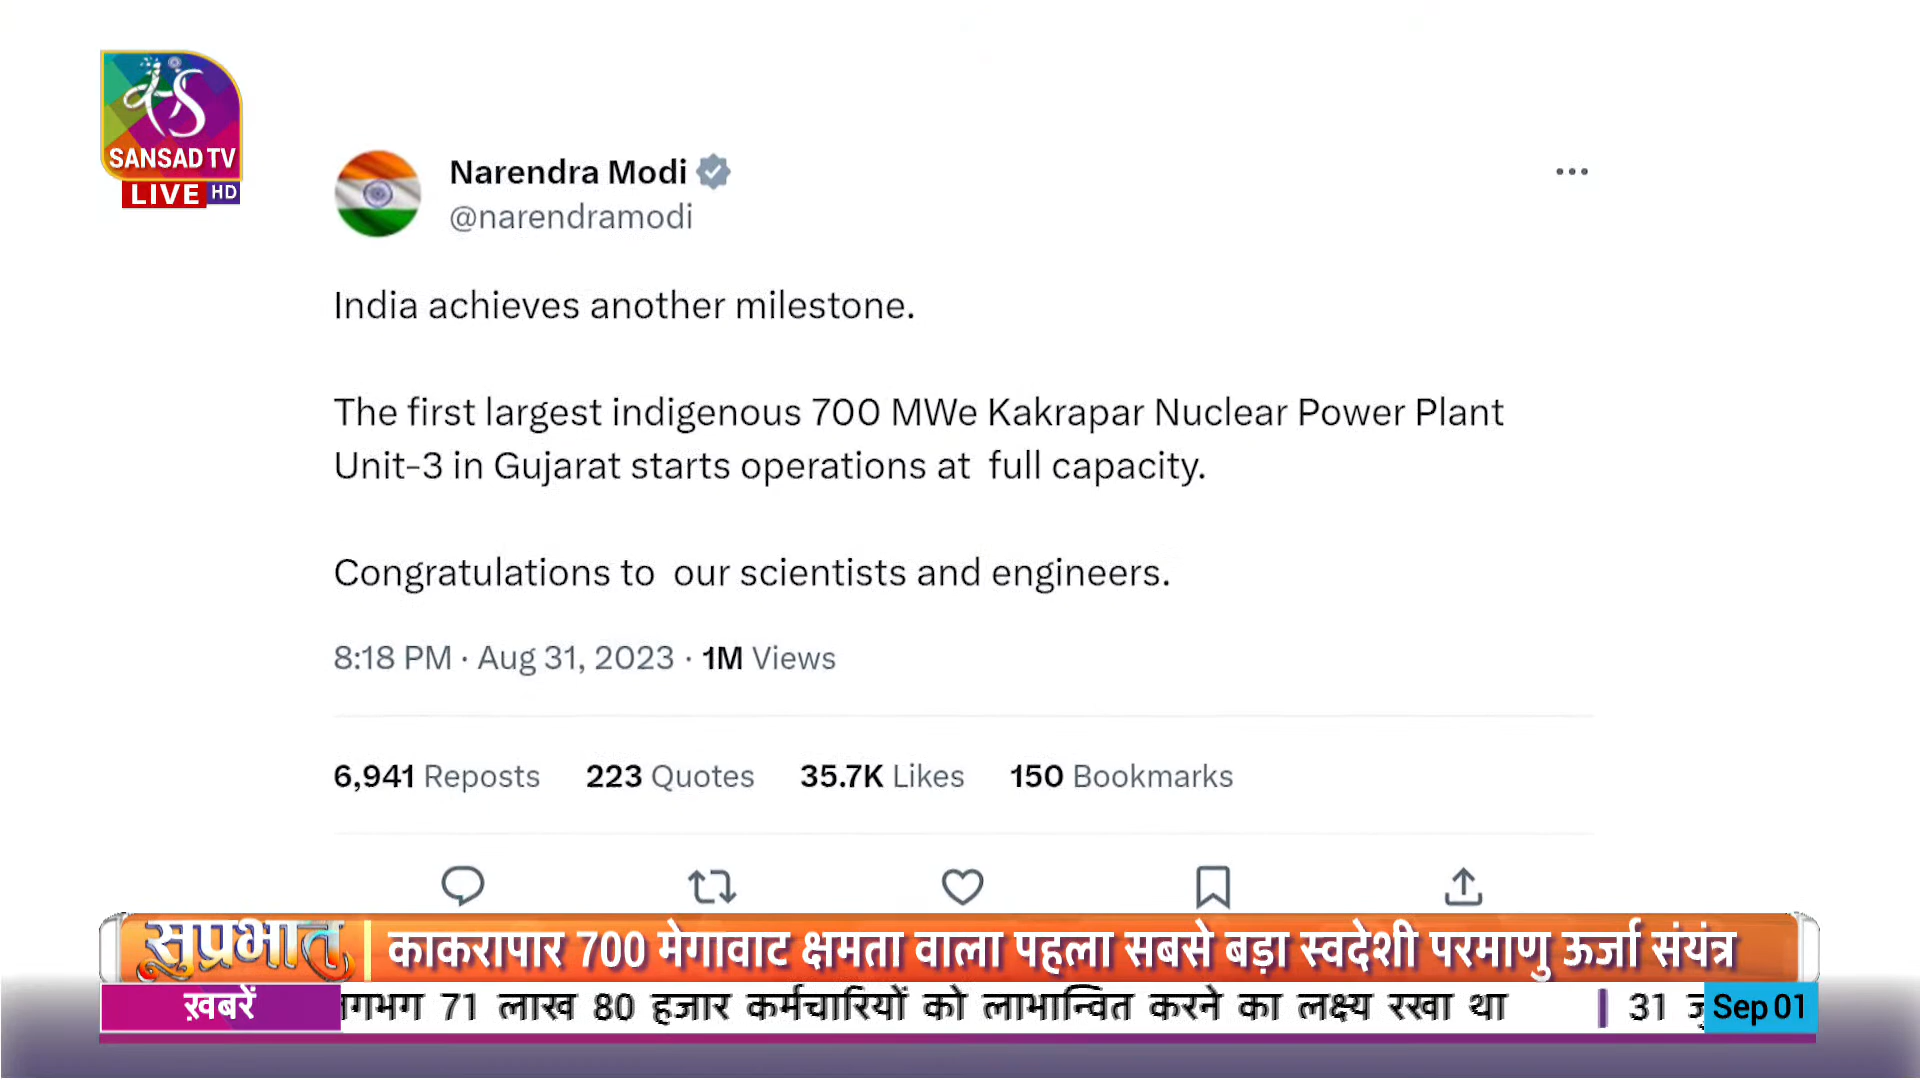 SANSAD TV
LIVE HD
Narendra Modi
@narendramodi
India achieves another milestone.
The first largest indigenous 700 MWe Kakrapar Nuclear Power Plant
Unit-3 in Gujarat starts operations at full capacity.
Congratulations to our scientists and engineers.
8:18 PM · Aug 31, 2023 · 1M Views
6,941 Reposts 223 Quotes 35.7K Likes 150 Bookmarks
सुप्रभात काकरापार 700 मेगावाट क्षमता वाला पहला सबसे बड़ा स्वदेशी परमाणु ऊर्जा संयंत्र
ख़बरें 71 लाख 80 हजार कर्मचारियों को लाभान्वित करने का लक्ष्य रखा था | 31 Sep 01